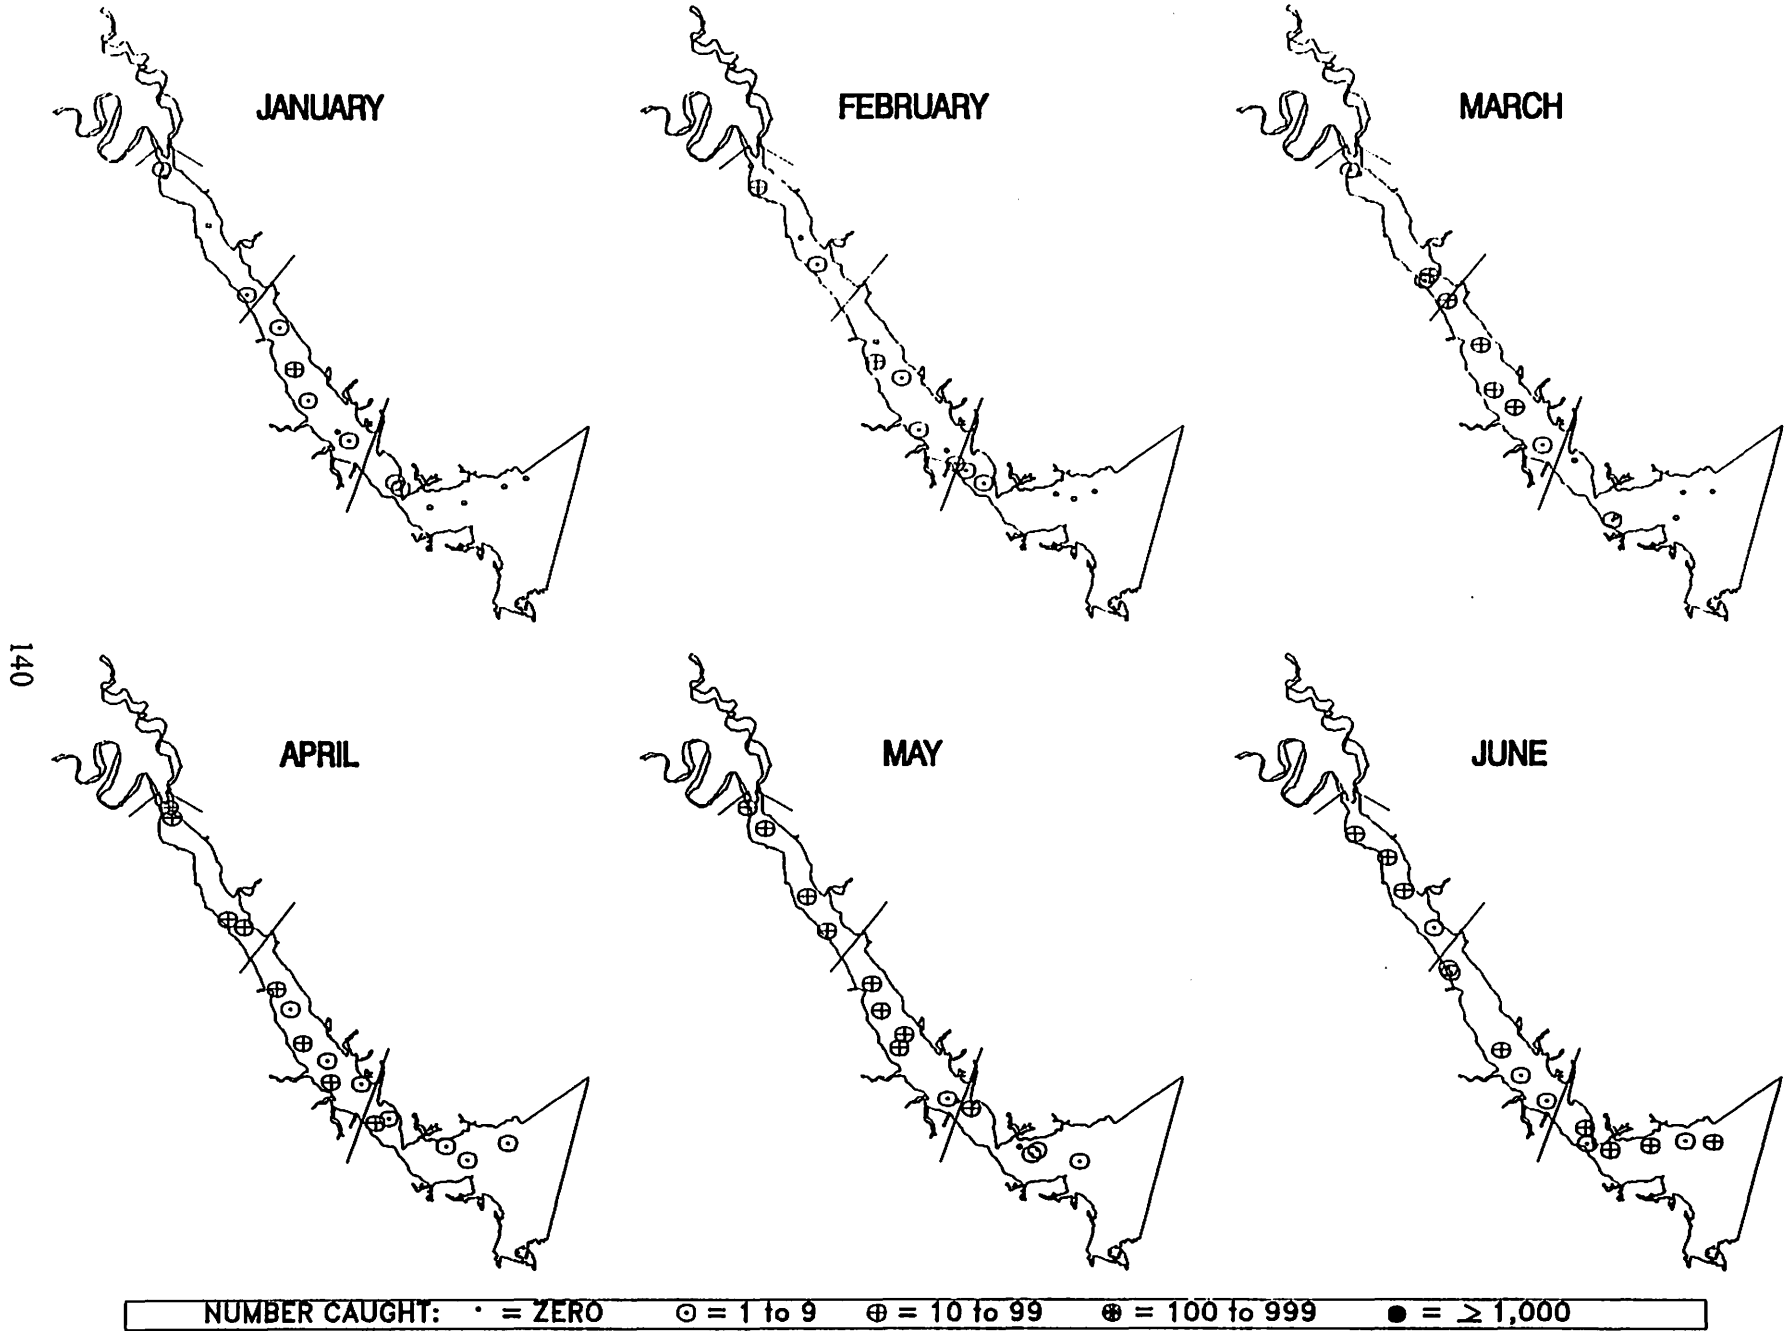 JANUARY
FEBRUARY
MARCH
140
APRIL
MAY
JUNE
NUMBER CAUGHT: · = ZERO ⊙ = 1 to 9 ⊕ = 10 to 99 ⊕ = 100 to 999 ● = ≥ 1,000